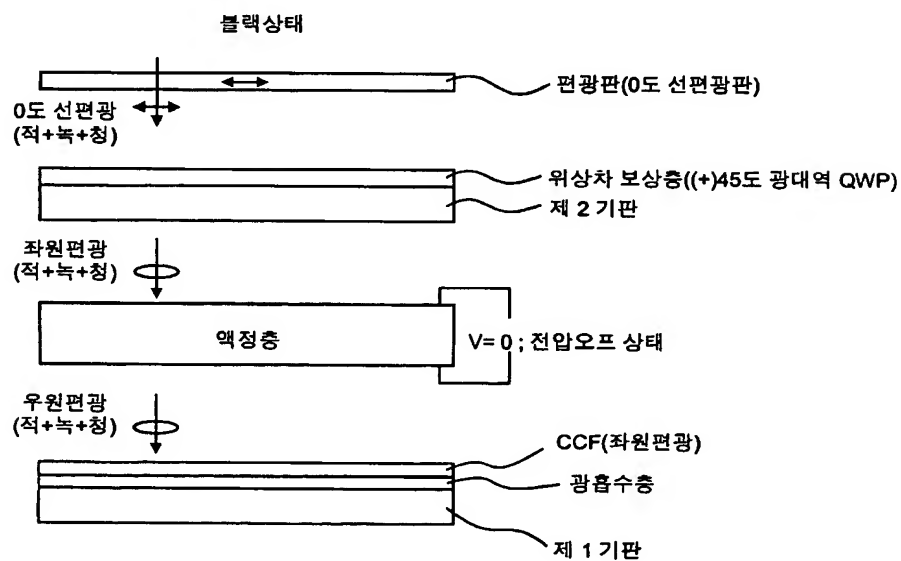 블랙상태
편광판(0도 선편광판)
0도 선편광
(적+녹+청)
위상차 보상층((+)45도 광대역 QWP)
제 2 기판
좌원편광
(적+녹+청)
액정층
V= 0 ; 전압오프 상태
우원편광
(적+녹+청)
CCF(좌원편광)
광흡수층
제 1 기판